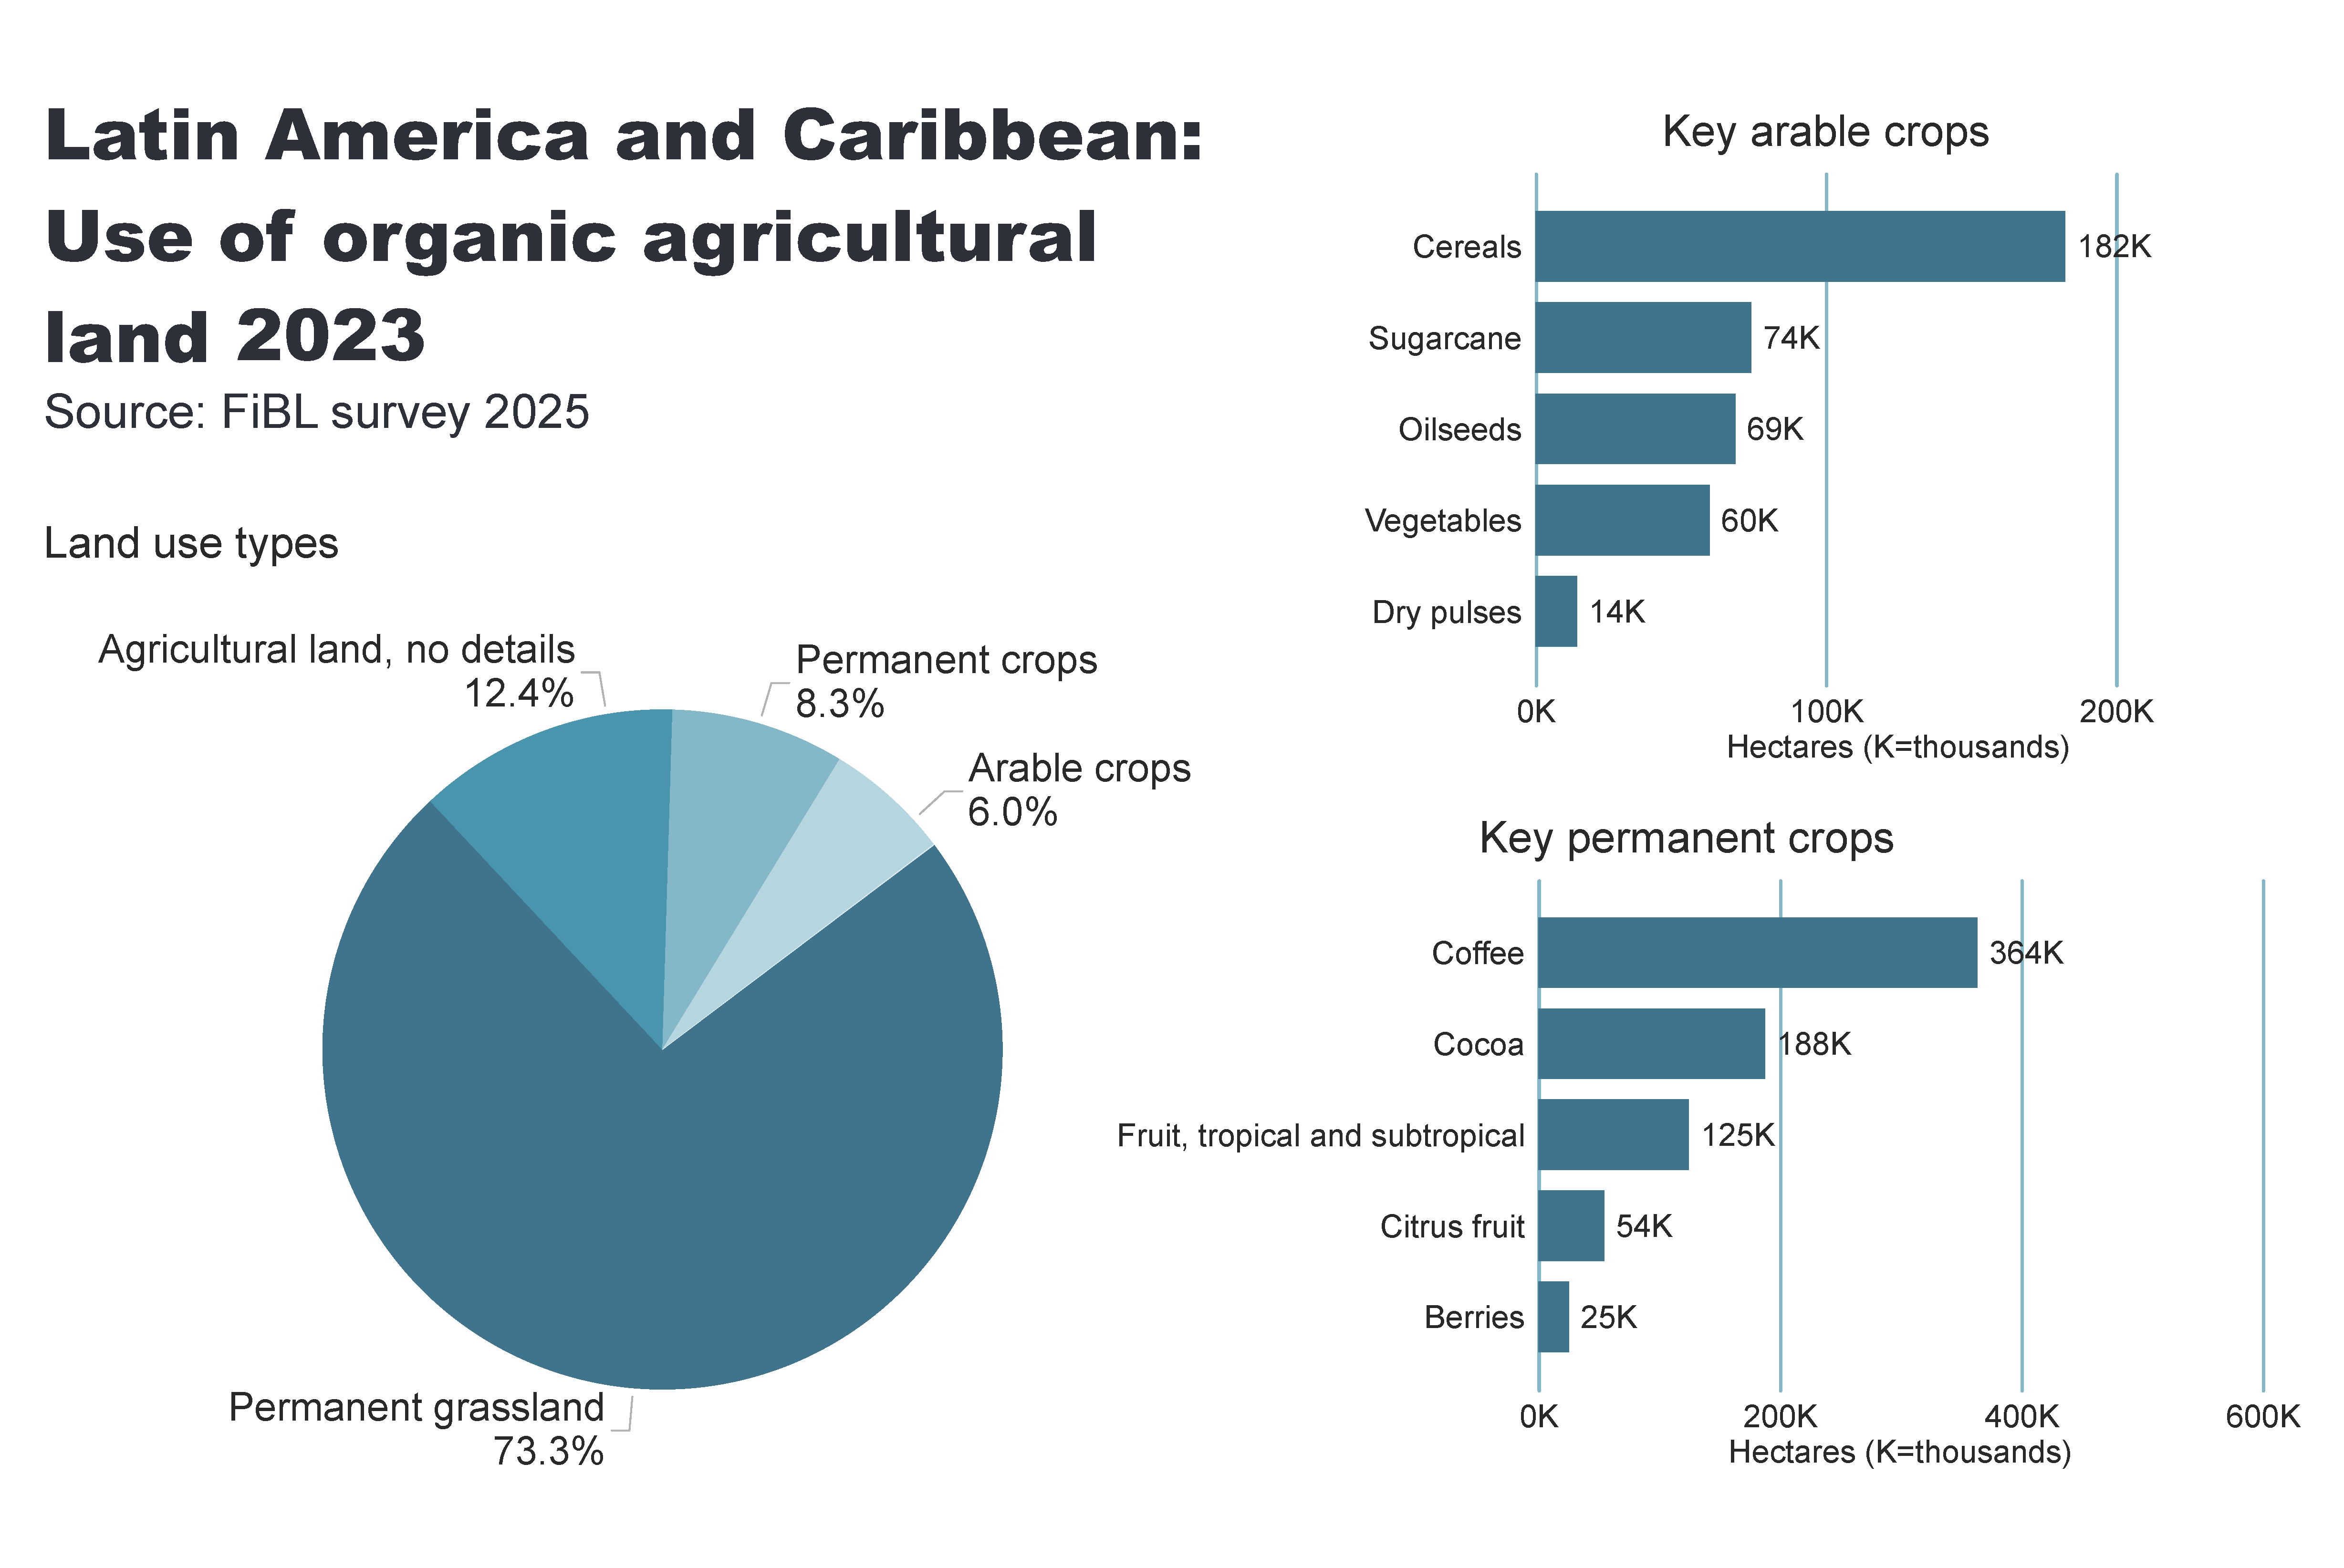 Latin America and Caribbean:
Use of organic agricultural
land 2023
Source: FiBL survey 2025
Land use types
Agricultural land, no details
12.4%
Permanent crops
8.3%
Arable crops
6.0%
Permanent grassland
73.3%
Key arable crops
Cereals 182K
Sugarcane 74K
Oilseeds 69K
Vegetables 60K
Dry pulses 14K
0K 100K 200K
Hectares (K=thousands)
Key permanent crops
Coffee 364K
Cocoa 188K
Fruit, tropical and subtropical 125K
Citrus fruit 54K
Berries 25K
0K 200K 400K 600K
Hectares (K=thousands)